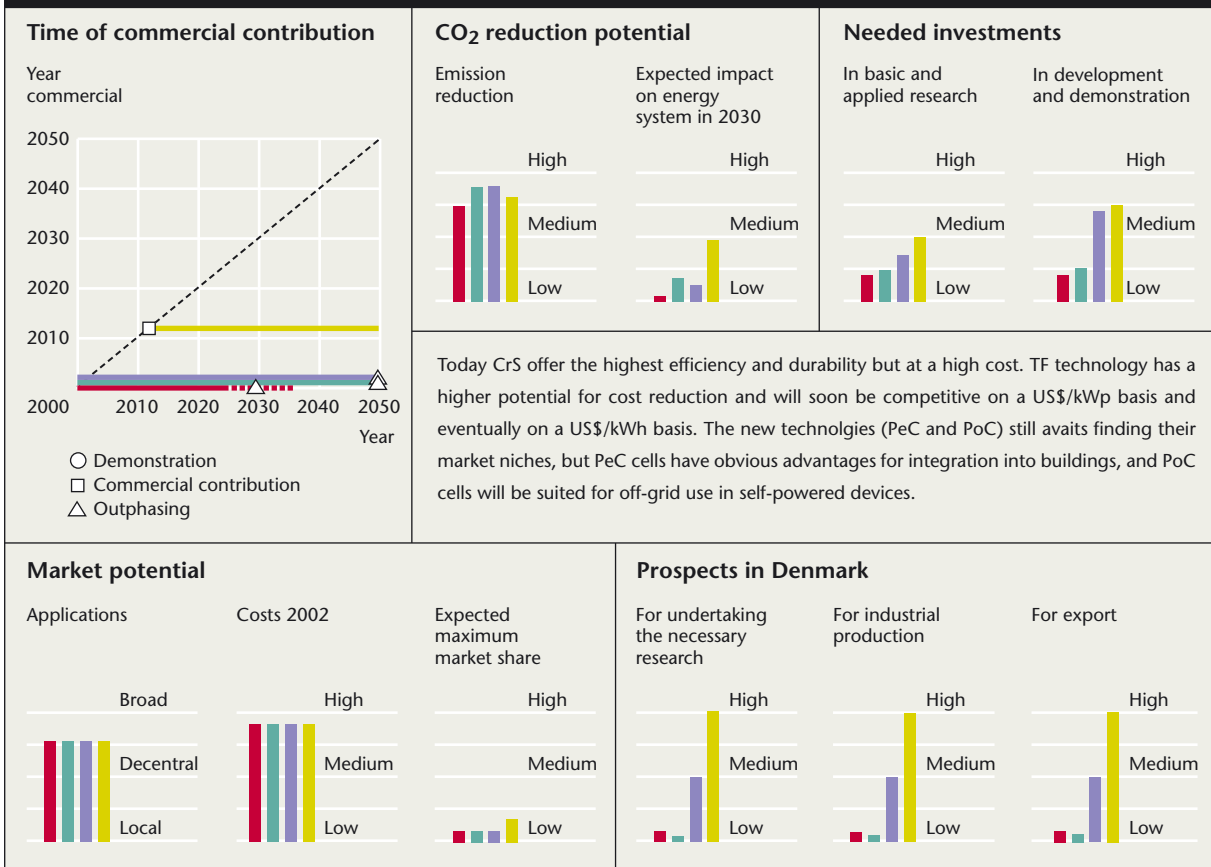 Time of commercial contribution
Year
commercial
2050
2040
2030
2020
2010
2000 2010 2020 2030 2040 2050
Year
Demonstration
Commercial contribution
Outphasing
CO2 reduction potential
Emission
reduction
High
Medium
Low
Expected impact
on energy
system in 2030
High
Medium
Low
Needed investments
In basic and
applied research
High
Medium
Low
In development
and demonstration
High
Medium
Low
Today CrS offer the highest efficiency and durability but at a high cost. TF technology has a
higher potential for cost reduction and will soon be competitive on a US$/kWp basis and
eventually on a US$/kWh basis. The new technolgies (PeC and PoC) still avaits finding their
market niches, but PeC cells have obvious advantages for integration into buildings, and PoC
cells will be suited for off-grid use in self-powered devices.
Market potential
Applications
Broad
Decentral
Local
Costs 2002
High
Medium
Low
Expected
maximum
market share
High
Medium
Low
Prospects in Denmark
For undertaking
the necessary
research
High
Medium
Low
For industrial
production
High
Medium
Low
For export
High
Medium
Low